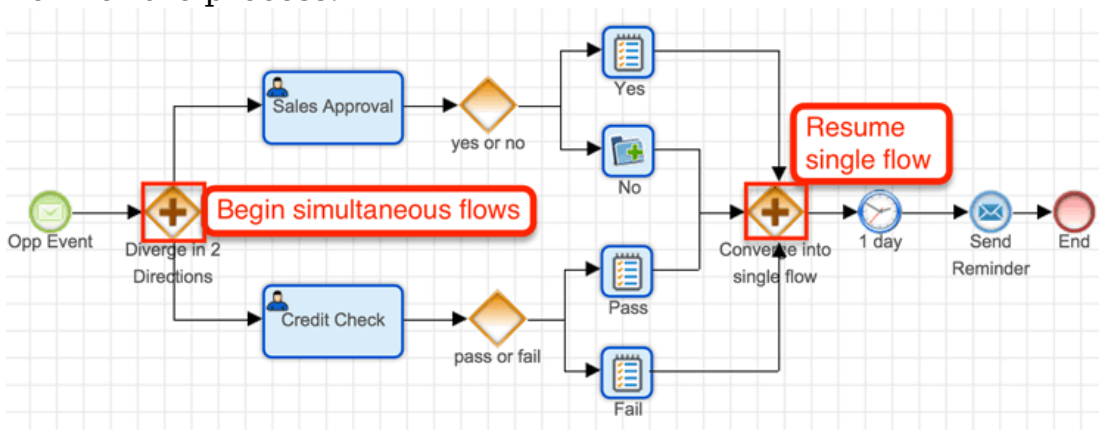 Yes
Sales Approval
Resume
single flow
yes or no
No
Begin simultaneous flows
Opp Event
Diverge in 2
Directions
Converge into
single flow
1 day
Send
Reminder
End
Pass
Credit Check
pass or fail
Fail